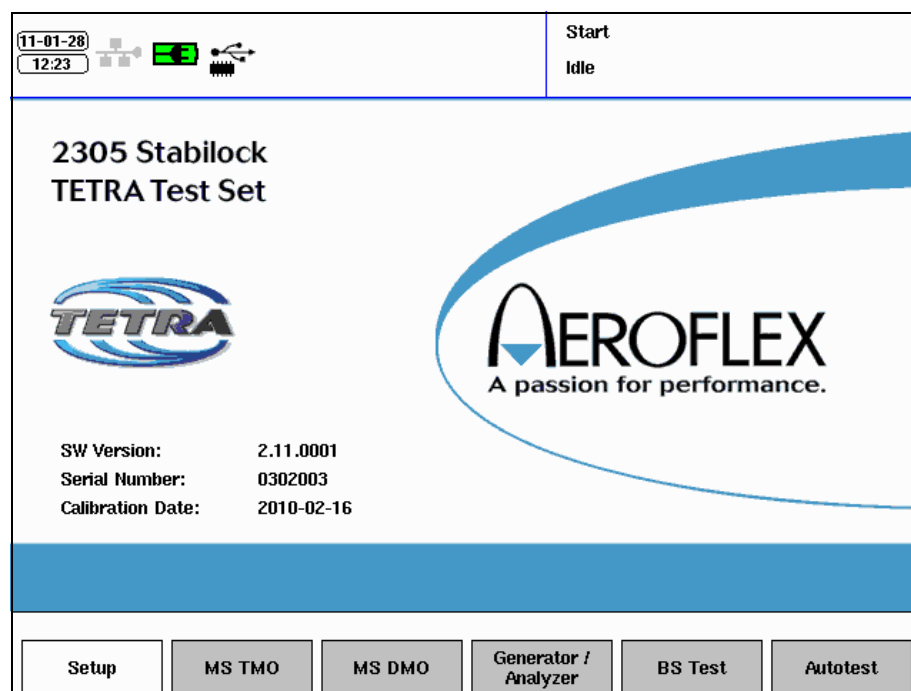 11-01-28
12:23
Start
Idle
2305 Stabilock
TETRA Test Set
TETRA
AEROFLEX
A passion for performance.
SW Version: 2.11.0001
Serial Number: 0302003
Calibration Date: 2010-02-16
Setup
MS TMO
MS DMO
Generator /
Analyzer
BS Test
Autotest